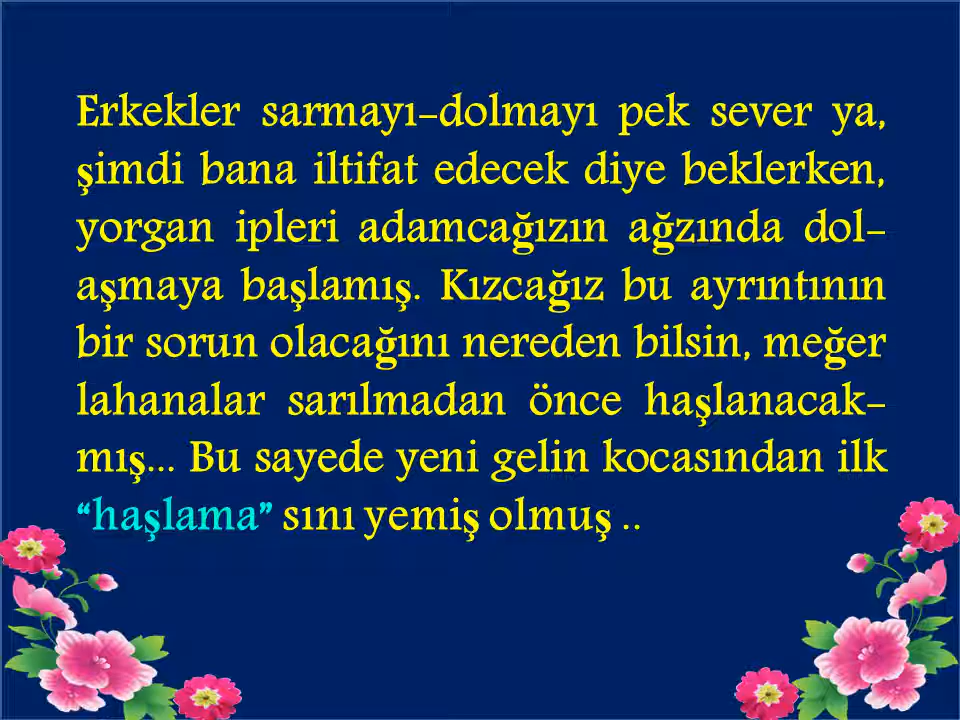 Erkekler sarmayı-dolmayı pek sever ya,
şimdi bana iltifat edecek diye beklerken,
yorgan ipleri adamcağızın ağzında dol-
aşmaya başlamış. Kızcağız bu ayrıntının
bir sorun olacağını nereden bilsin, meğer
lahanalar sarılmadan önce haşlanacak-
mış... Bu sayede yeni gelin kocasından ilk
“haşlama” sını yemiş olmuş ..